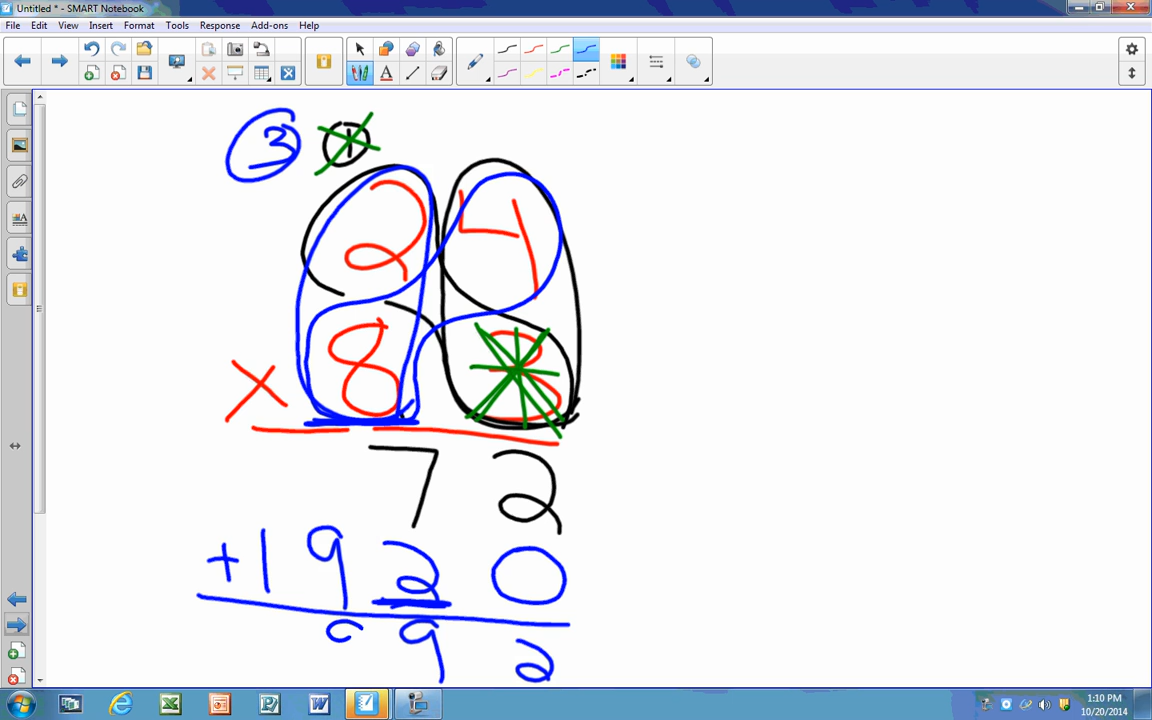 Untitled * - SMART Notebook
File Edit View Insert Format Tools Response Add-ons Help
3 1
24
× 83
72
+1920
992
1:10 PM
10/20/2014